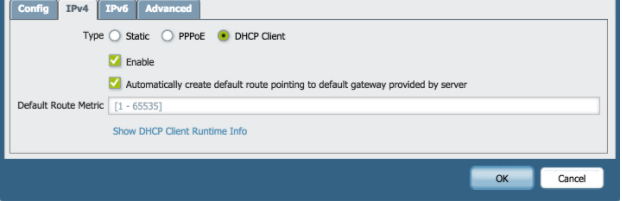 Config IPv4 IPv6 Advanced
Type Static PPPoE DHCP Client
Enable
Automatically create default route pointing to default gateway provided by server
Default Route Metric [1 - 65535]
Show DHCP Client Runtime Info
OK Cancel